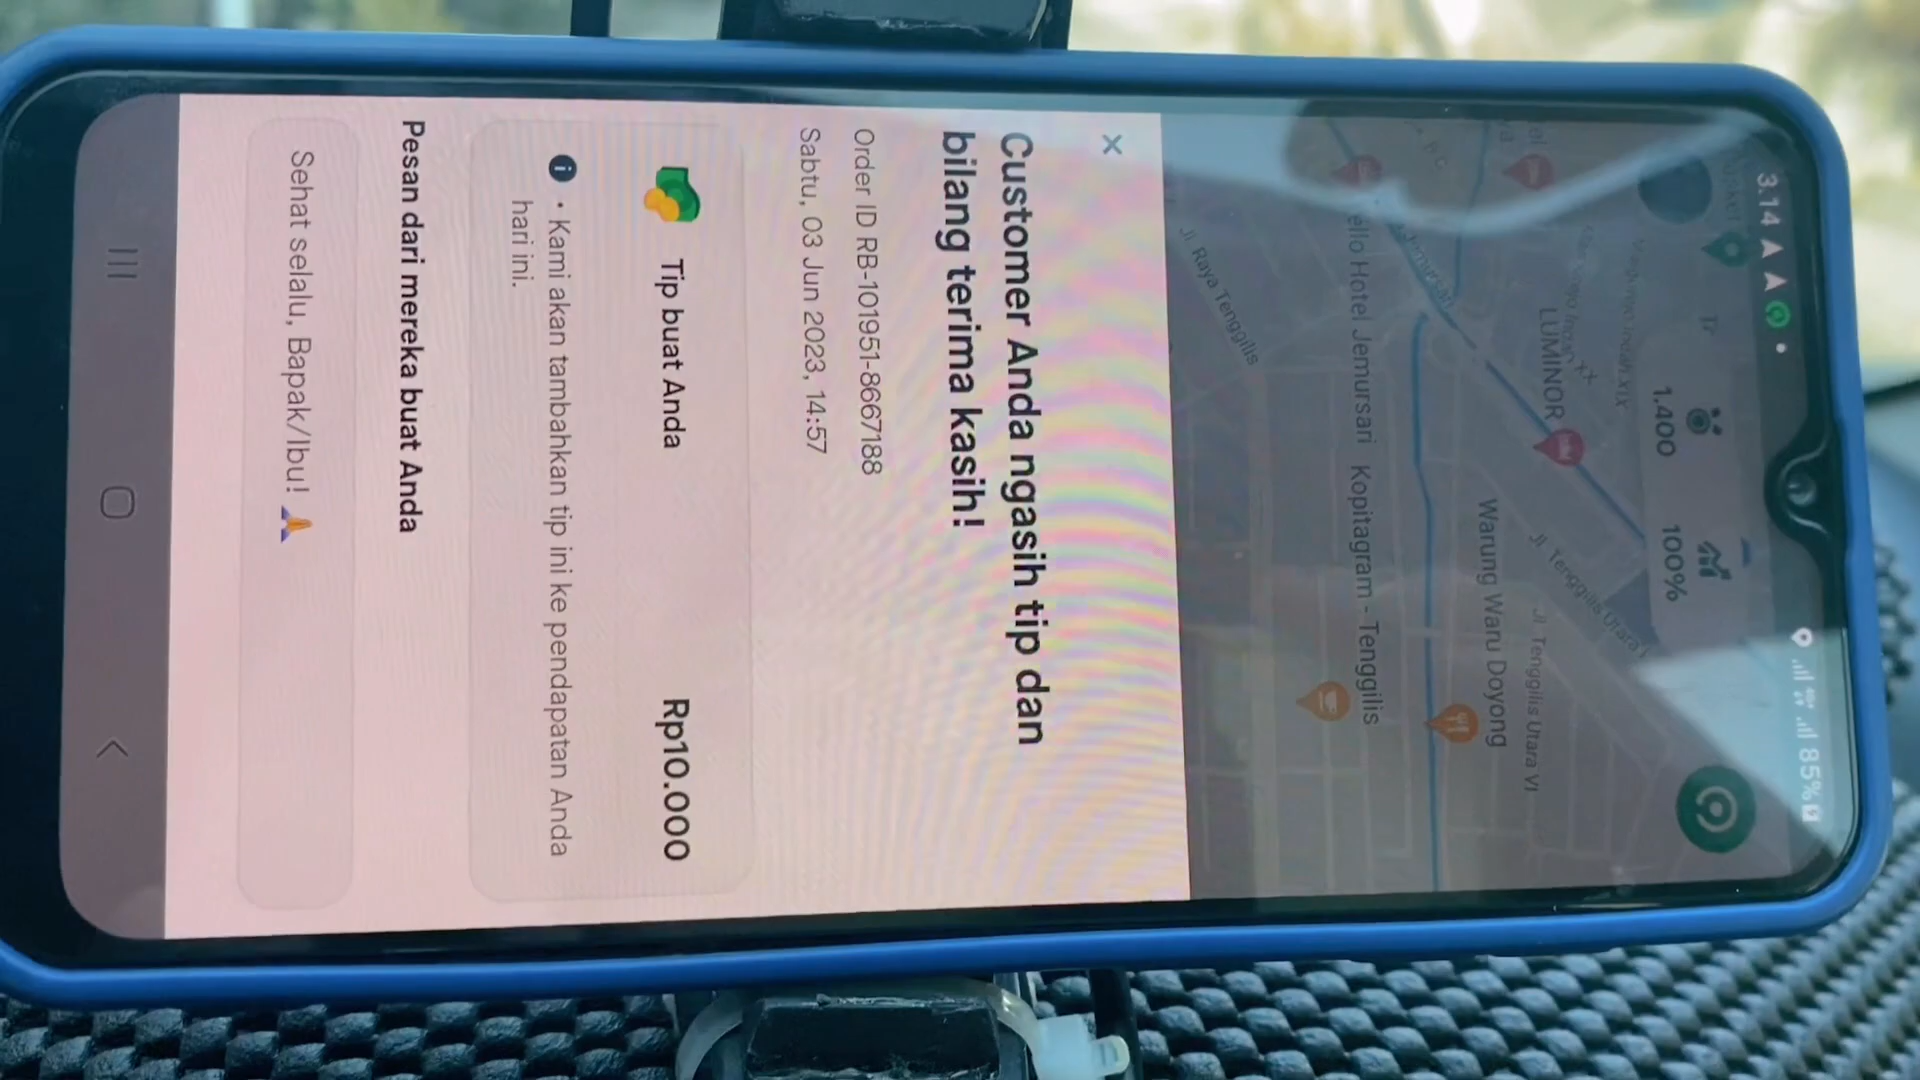 3.14
85%
1.400
100%
LUMINOR
Jl. Tenggilis Utara I
Jl. Tenggilis Utara VI
Warung Waru Doyong
Hotel Jemursari
Kopitagram - Tenggilis
Jl. Raya Tenggilis
Customer Anda ngasih tip dan
bilang terima kasih!
Order ID RB-101951-8667188
Sabtu, 03 Jun 2023, 14:57
Tip buat Anda
Rp10.000
• Kami akan tambahkan tip ini ke pendapatan Anda
hari ini.
Pesan dari mereka buat Anda
Sehat selalu, Bapak/Ibu! 🙏